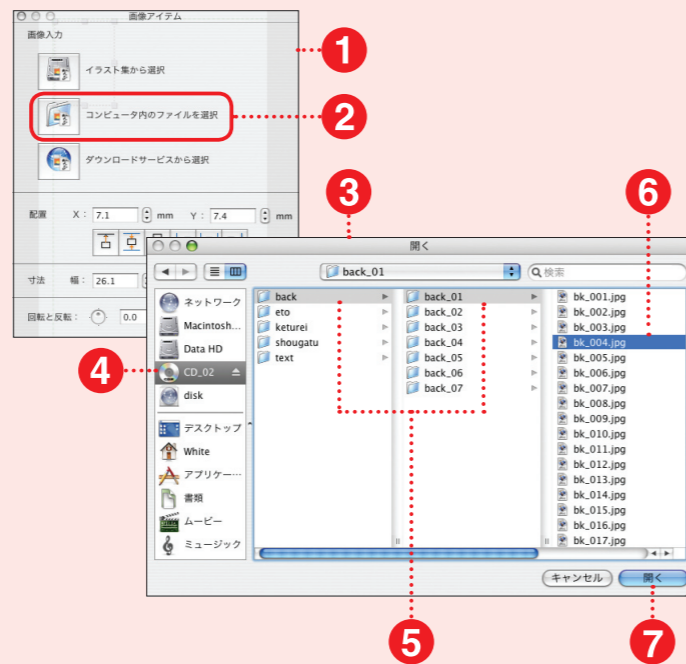 画像アイテム
画像入力
1
イラスト集から選択
コンピュータ内のファイルを選択
2
ダウンロードサービスから選択
3
6
配置 X： 7.1 mm Y： 7.4 mm
開く
back_01
検索
寸法 幅： 26.1
回転と反転： 0.0
ネットワーク
Macintosh...
Data HD
4
CD_02
disk
デスクトップ
White
アプリケー...
書類
ムービー
ミュージック
back
eto
keturei
shougatu
text
back_01
back_02
back_03
back_04
back_05
back_06
back_07
bk_001.jpg
bk_002.jpg
bk_003.jpg
bk_004.jpg
bk_005.jpg
bk_006.jpg
bk_007.jpg
bk_008.jpg
bk_009.jpg
bk_010.jpg
bk_011.jpg
bk_012.jpg
bk_013.jpg
bk_014.jpg
bk_015.jpg
bk_016.jpg
bk_017.jpg
キャンセル 開く
5
7